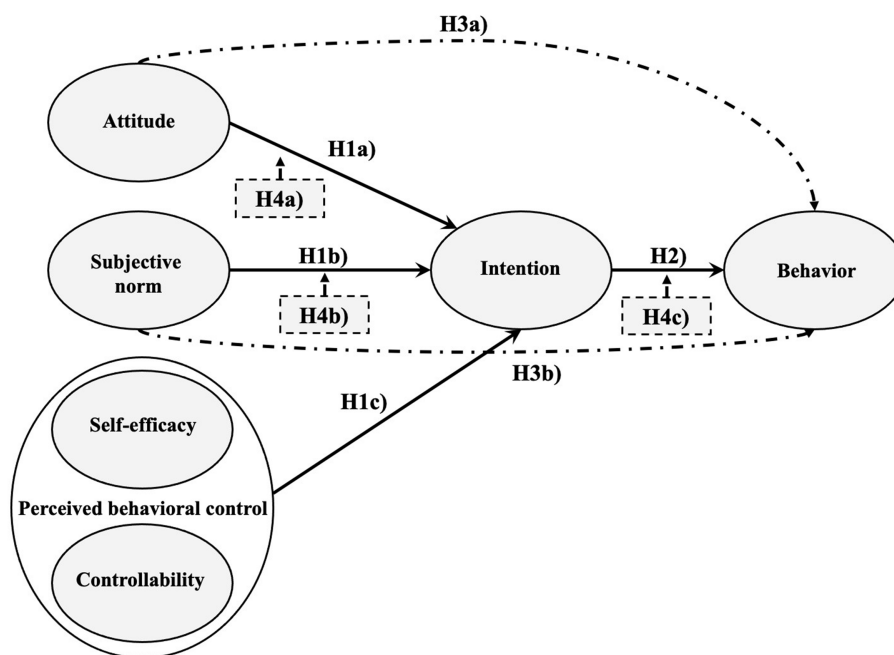 H3a)
Attitude
H1a)
H4a)
Subjective
norm
H1b)
H4b)
Intention
H2)
H4c)
Behavior
H3b)
H1c)
Self-efficacy
Perceived behavioral control
Controllability